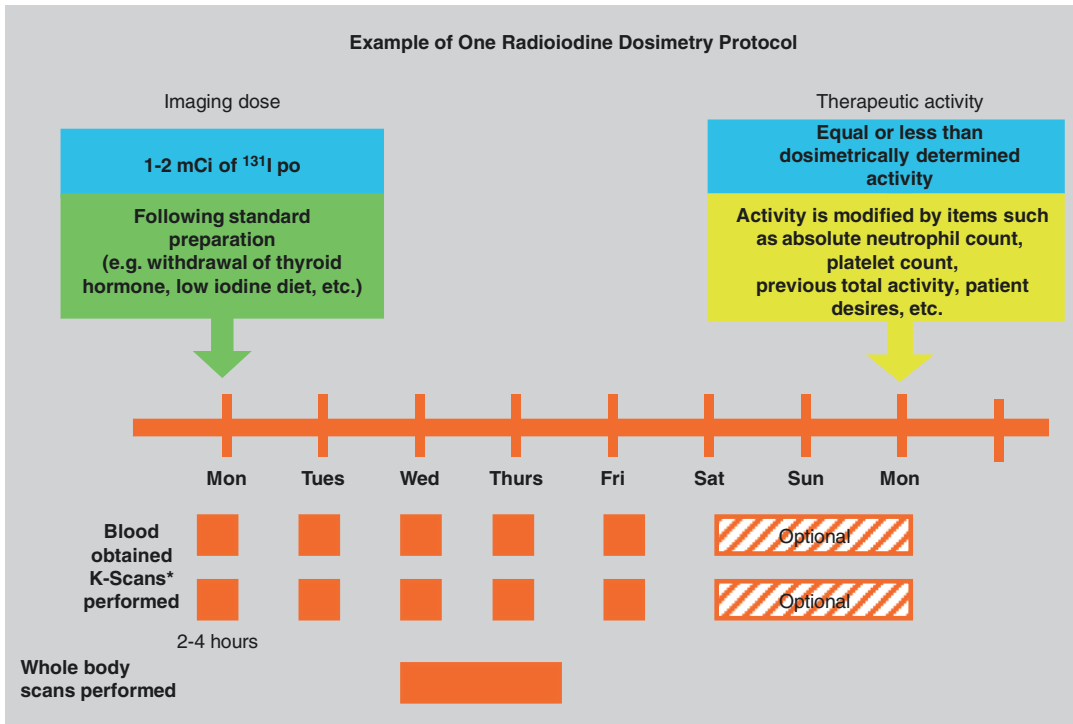 Example of One Radioiodine Dosimetry Protocol
Imaging dose
1-2 mCi of ¹³¹I po
Following standard
preparation
(e.g. withdrawal of thyroid
hormone, low iodine diet, etc.)
Therapeutic activity
Equal or less than
dosimetrically determined
activity
Activity is modified by items such
as absolute neutrophil count,
platelet count,
previous total activity, patient
desires, etc.
Mon Tues Wed Thurs Fri Sat Sun Mon
Blood
obtained
Optional
K-Scans*
performed
Optional
2-4 hours
Whole body
scans performed